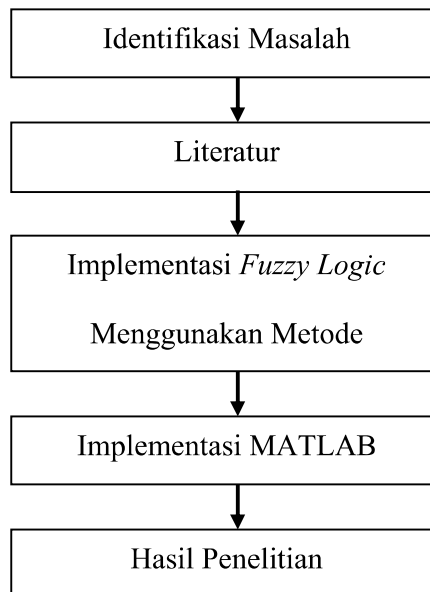 Identifikasi Masalah
Literatur
Implementasi Fuzzy Logic
Menggunakan Metode
Implementasi MATLAB
Hasil Penelitian